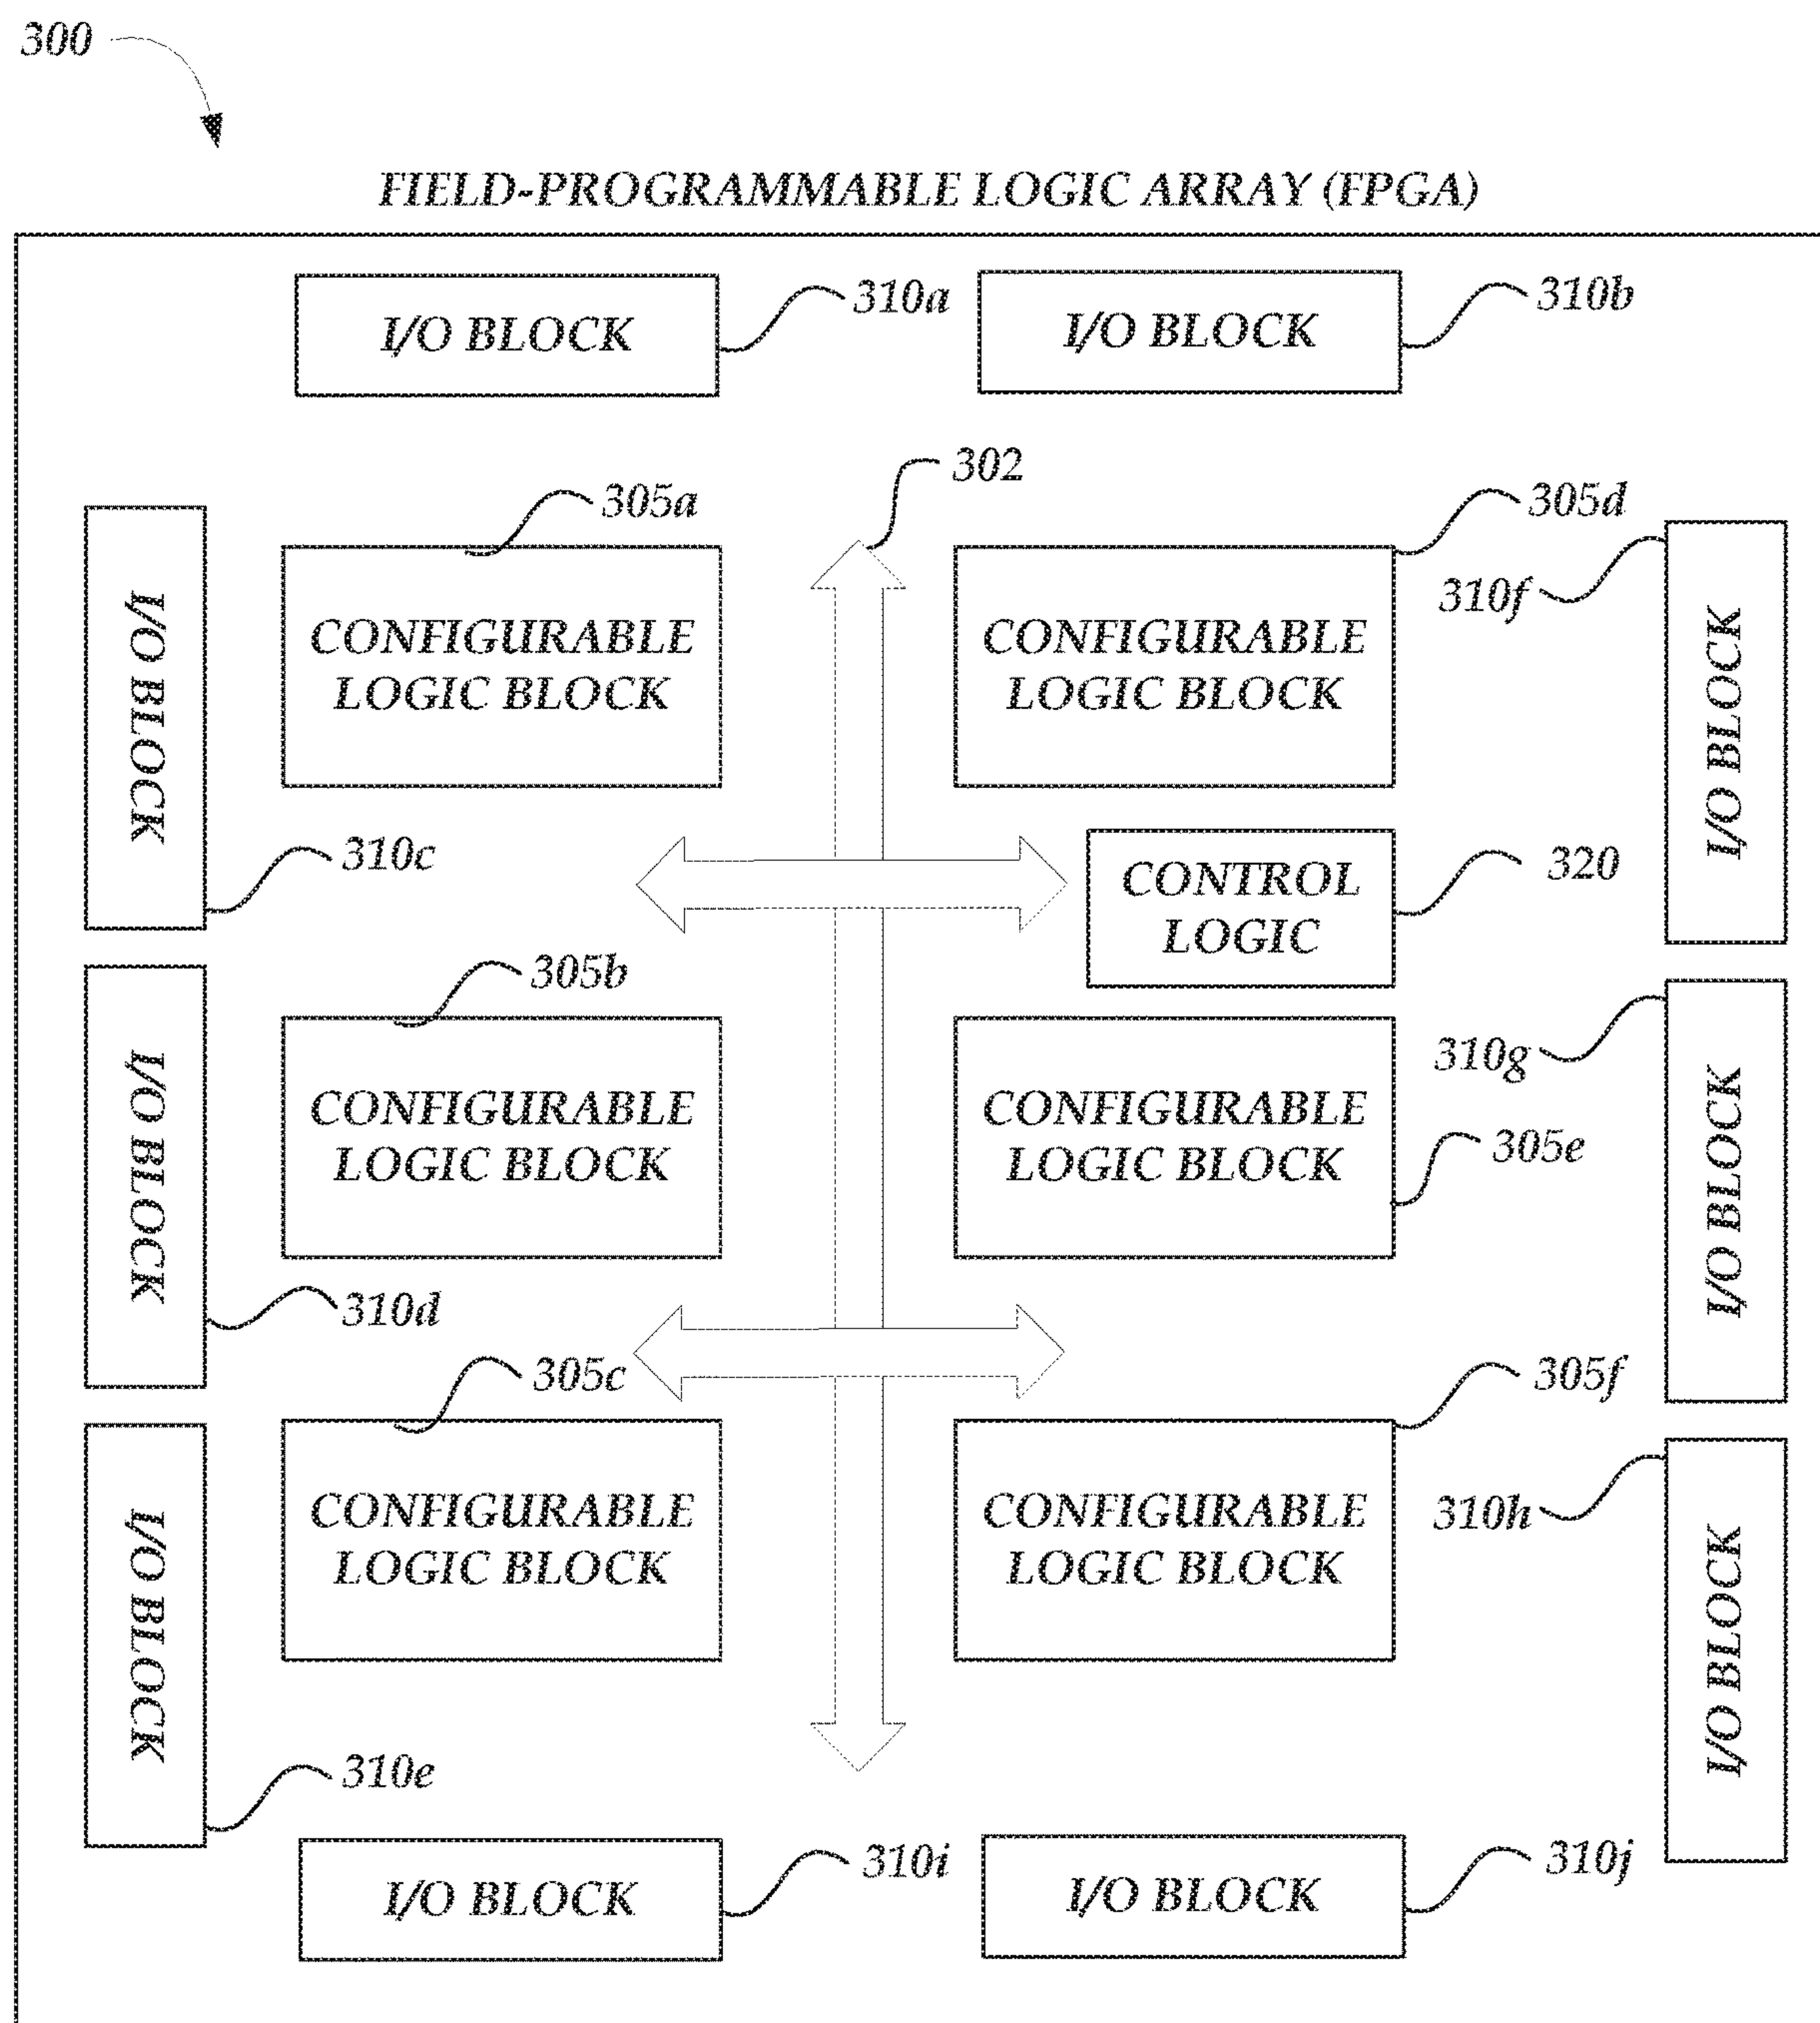 300
FIELD-PROGRAMMABLE LOGIC ARRAY (FPGA)
I/O BLOCK
310a
I/O BLOCK
310b
302
305a
305d
I/O BLOCK
310c
CONFIGURABLE
LOGIC BLOCK
CONFIGURABLE
LOGIC BLOCK
310f
I/O BLOCK
CONTROL
LOGIC
320
305b
I/O BLOCK
310d
CONFIGURABLE
LOGIC BLOCK
CONFIGURABLE
LOGIC BLOCK
310g
305e
I/O BLOCK
305c
305f
I/O BLOCK
310e
CONFIGURABLE
LOGIC BLOCK
CONFIGURABLE
LOGIC BLOCK
310h
I/O BLOCK
I/O BLOCK
310i
I/O BLOCK
310j